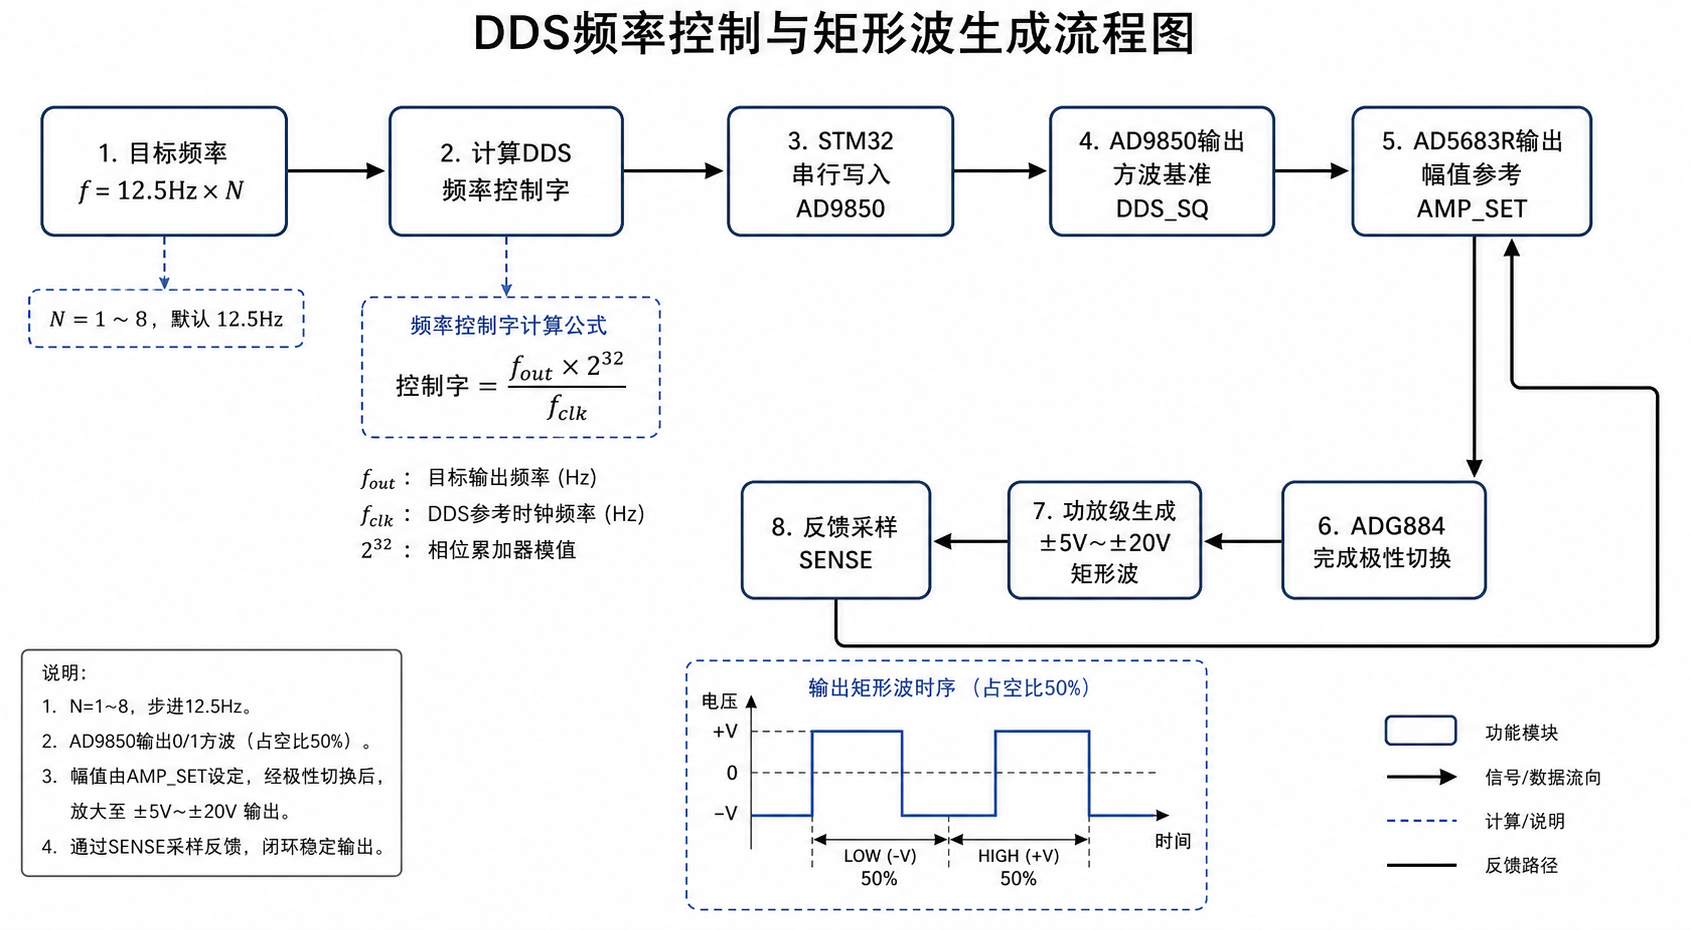 DDS频率控制与矩形波生成流程图
1. 目标频率
f = 12.5Hz × N
2. 计算DDS
频率控制字
3. STM32
串行写入
AD9850
4. AD9850输出
方波基准
DDS_SQ
5. AD5683R输出
幅值参考
AMP_SET
N = 1 ~ 8，默认 12.5Hz
频率控制字计算公式
控制字 = f_out × 2^32 / f_clk
f_out： 目标输出频率 (Hz)
f_clk： DDS参考时钟频率 (Hz)
2^32： 相位累加器模值
8. 反馈采样
SENSE
7. 功放级生成
±5V～±20V
矩形波
6. ADG884
完成极性切换
说明:
1. N=1~8，步进12.5Hz。
2. AD9850输出0/1方波（占空比50%）。
3. 幅值由AMP_SET设定，经极性切换后，
放大至 ±5V~±20V 输出。
4. 通过SENSE采样反馈，闭环稳定输出。
输出矩形波时序 （占空比50%）
电压
+V
0
−V
时间
LOW (-V)
50%
HIGH (+V)
50%
功能模块
信号/数据流向
计算/说明
反馈路径